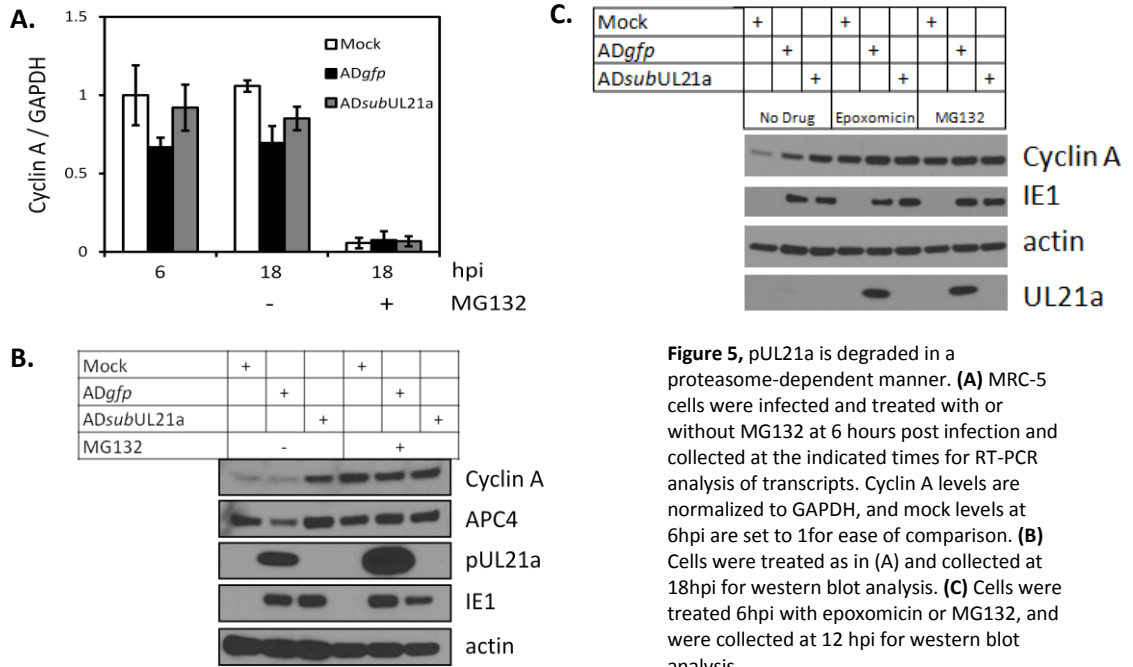 A.
1.5
1
0.5
0
Cyclin A / GAPDH
Mock
ADgfp
ADsubUL21a
6 18 18 hpi
- + MG132
B.
Mock + +
ADgfp + +
ADsubUL21a + +
MG132 - +
Cyclin A
APC4
pUL21a
IE1
actin
C.
Mock + + +
ADgfp + + +
ADsubUL21a + + +
No Drug Epoxomicin MG132
Cyclin A
IE1
actin
UL21a
Figure 5, pUL21a is degraded in a
proteasome-dependent manner. (A) MRC-5
cells were infected and treated with or
without MG132 at 6 hours post infection and
collected at the indicated times for RT-PCR
analysis of transcripts. Cyclin A levels are
normalized to GAPDH, and mock levels at
6hpi are set to 1for ease of comparison. (B)
Cells were treated as in (A) and collected at
18hpi for western blot analysis. (C) Cells were
treated 6hpi with epoxomicin or MG132, and
were collected at 12 hpi for western blot
analysis